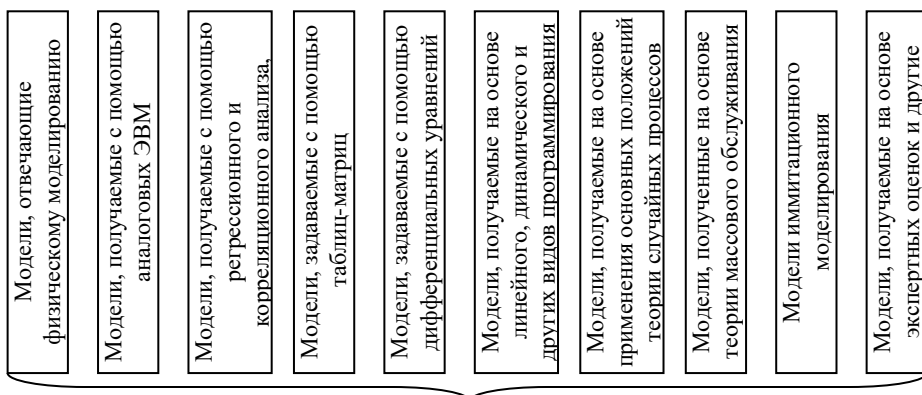 Модели, отвечающие
физическому моделированию
Модели, получаемые с помощью
аналоговых ЭВМ
Модели, получаемые с помощью
регрессионного и
корреляционного анализа,
Модели, задаваемые с помощью
таблиц-матриц
Модели, задаваемые с помощью
дифференциальных уравнений
Модели, получаемые на основе
линейного, динамического и
других видов программирования
Модели, получаемые на основе
применения основных положений
теории случайных процессов
Модели, полученные на основе
теории массового обслуживания
Модели иммитационного
моделирования
Модели, получаемые на основе
экспертных оценок и другие